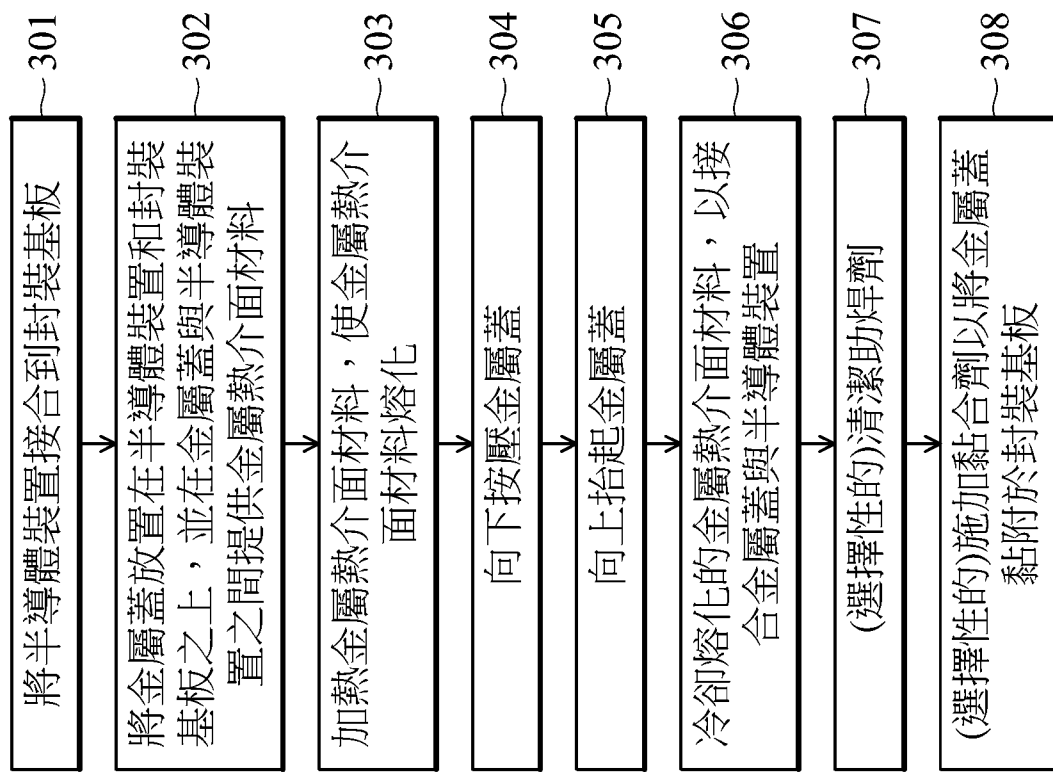 將半導體裝置接合到封裝基板
301
將金屬蓋放置在半導體裝置和封裝
基板之上，並在金屬蓋與半導體裝
置之間提供金屬熱介面材料
302
加熱金屬熱介面材料，使金屬熱介
面材料熔化
303
向下按壓金屬蓋
304
向上抬起金屬蓋
305
冷卻熔化的金屬熱介面材料，以接
合金屬蓋與半導體裝置
306
(選擇性的)清潔助焊劑
307
(選擇性的)施加黏合劑以將金屬蓋
黏附於封裝基板
308